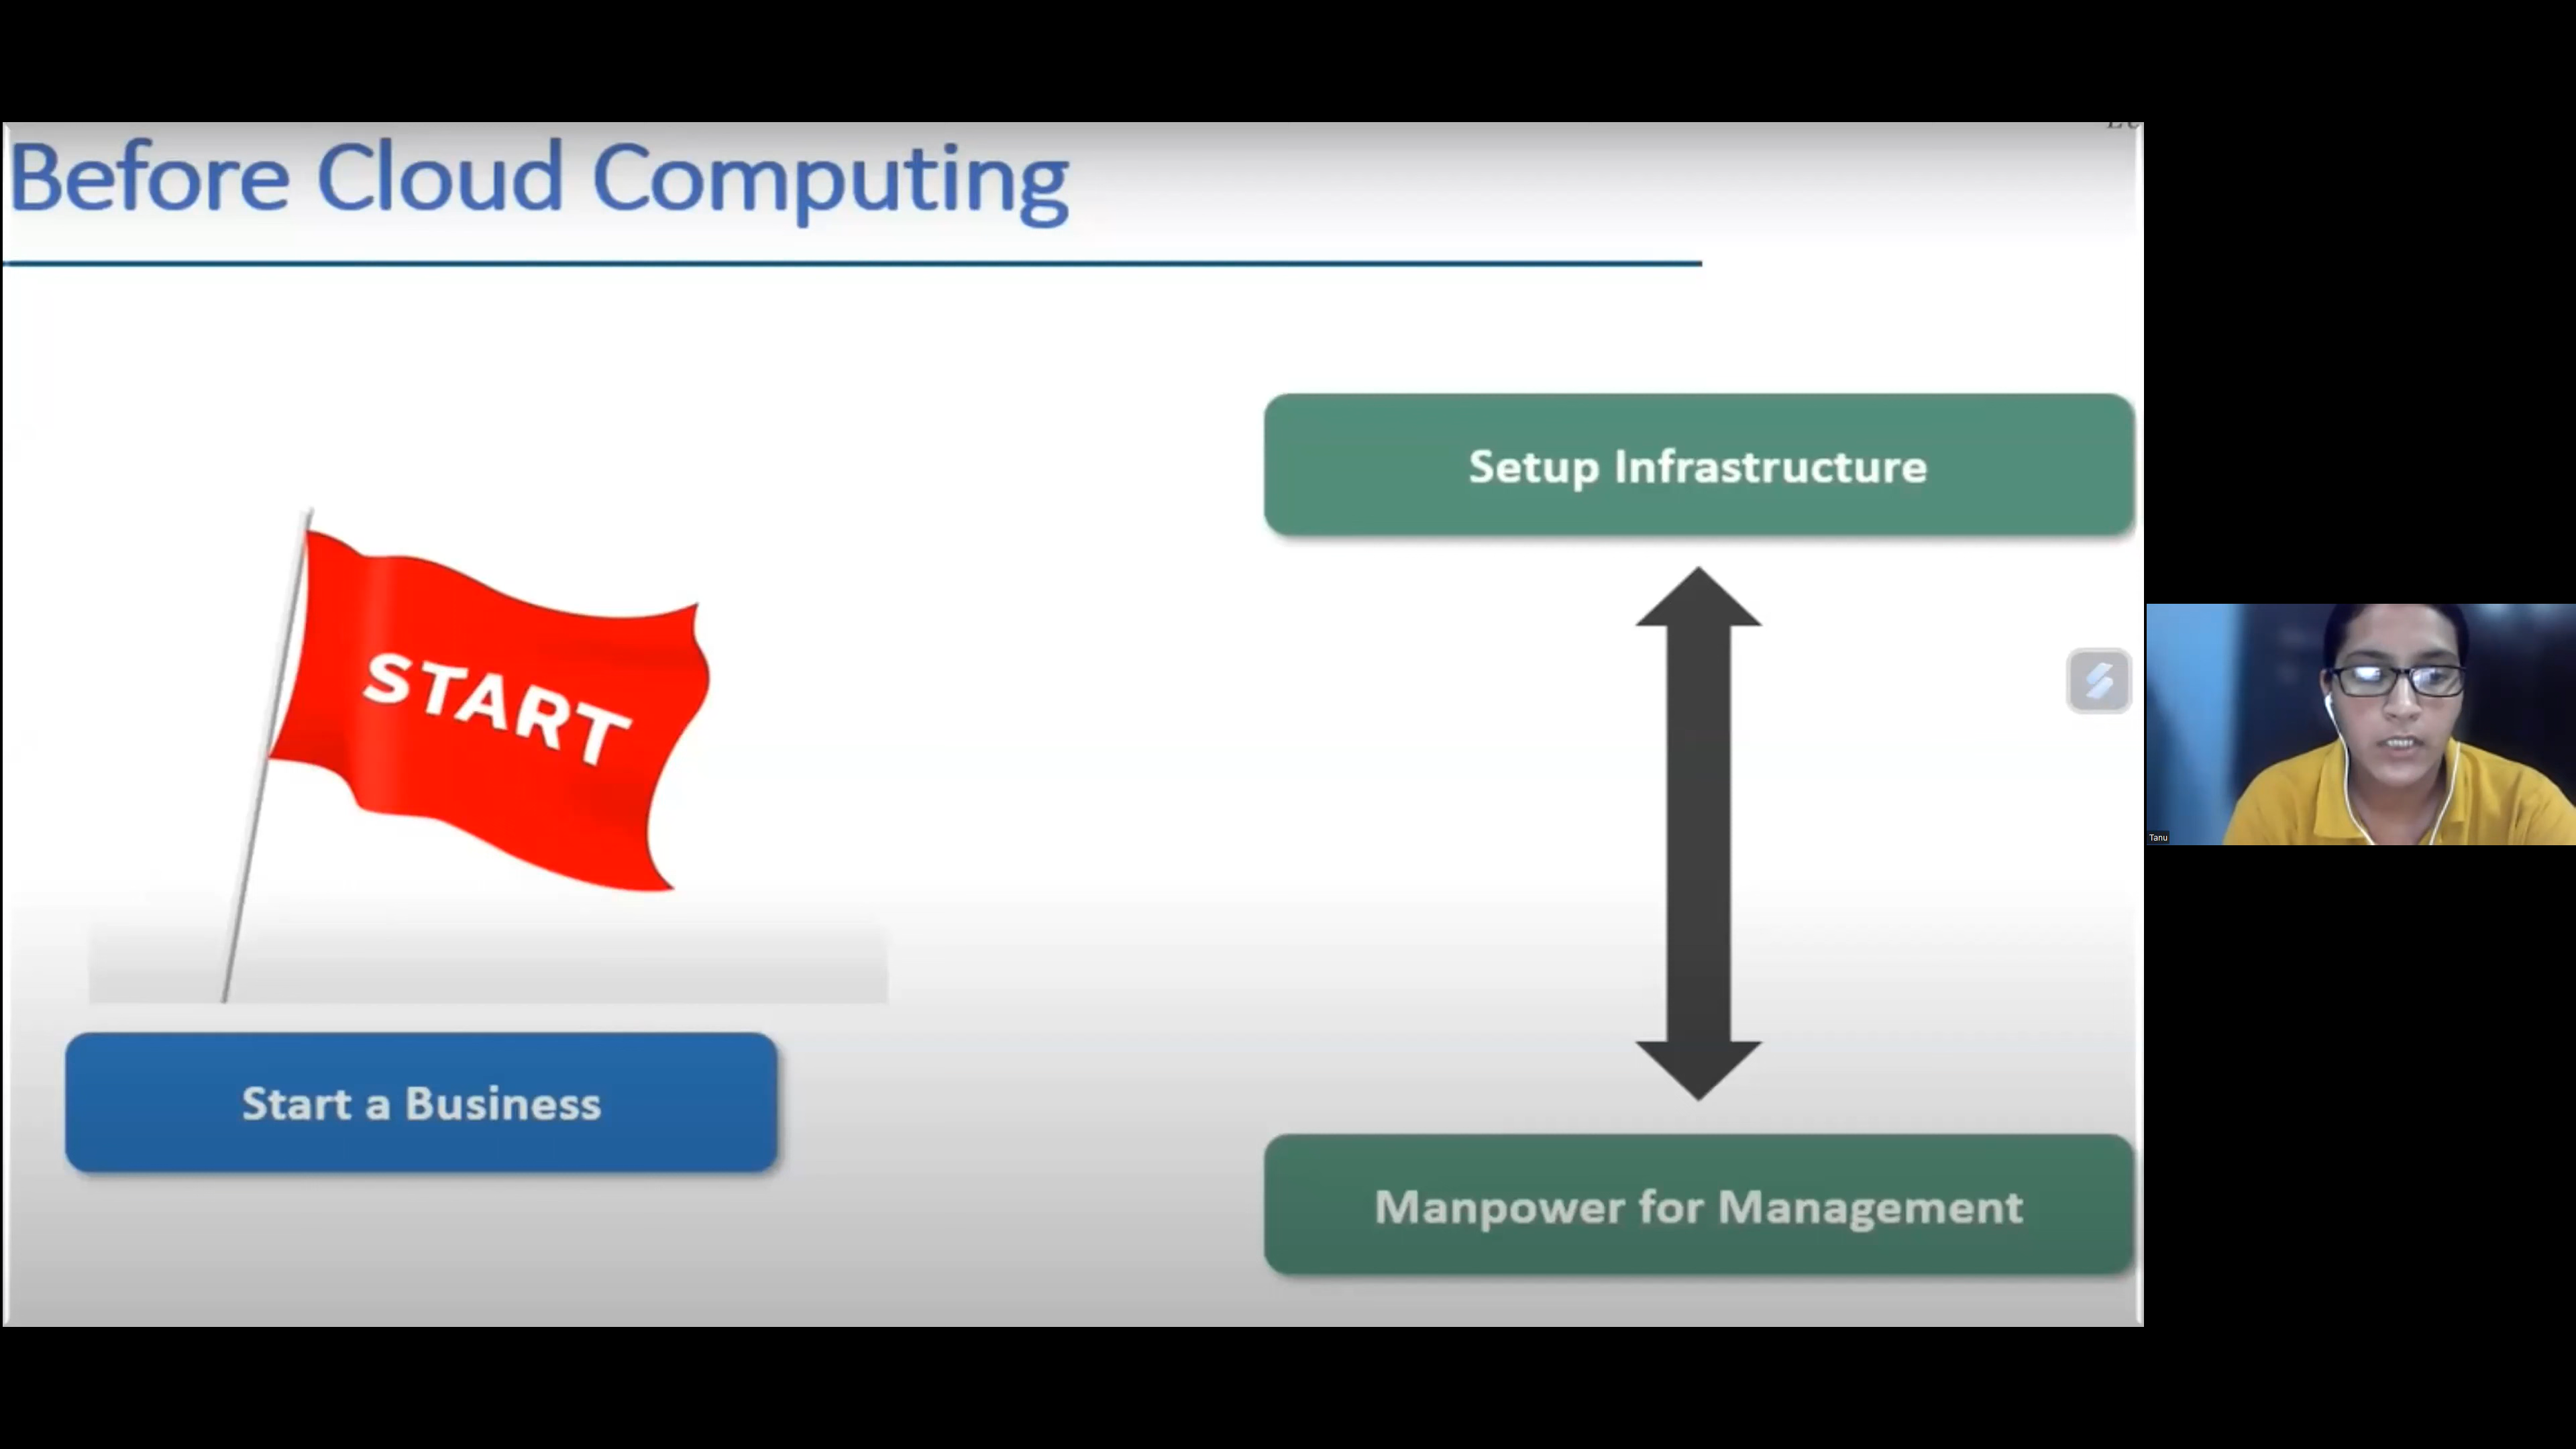 Before Cloud Computing
Setup Infrastructure
START
Tanu
Start a Business
Manpower for Management